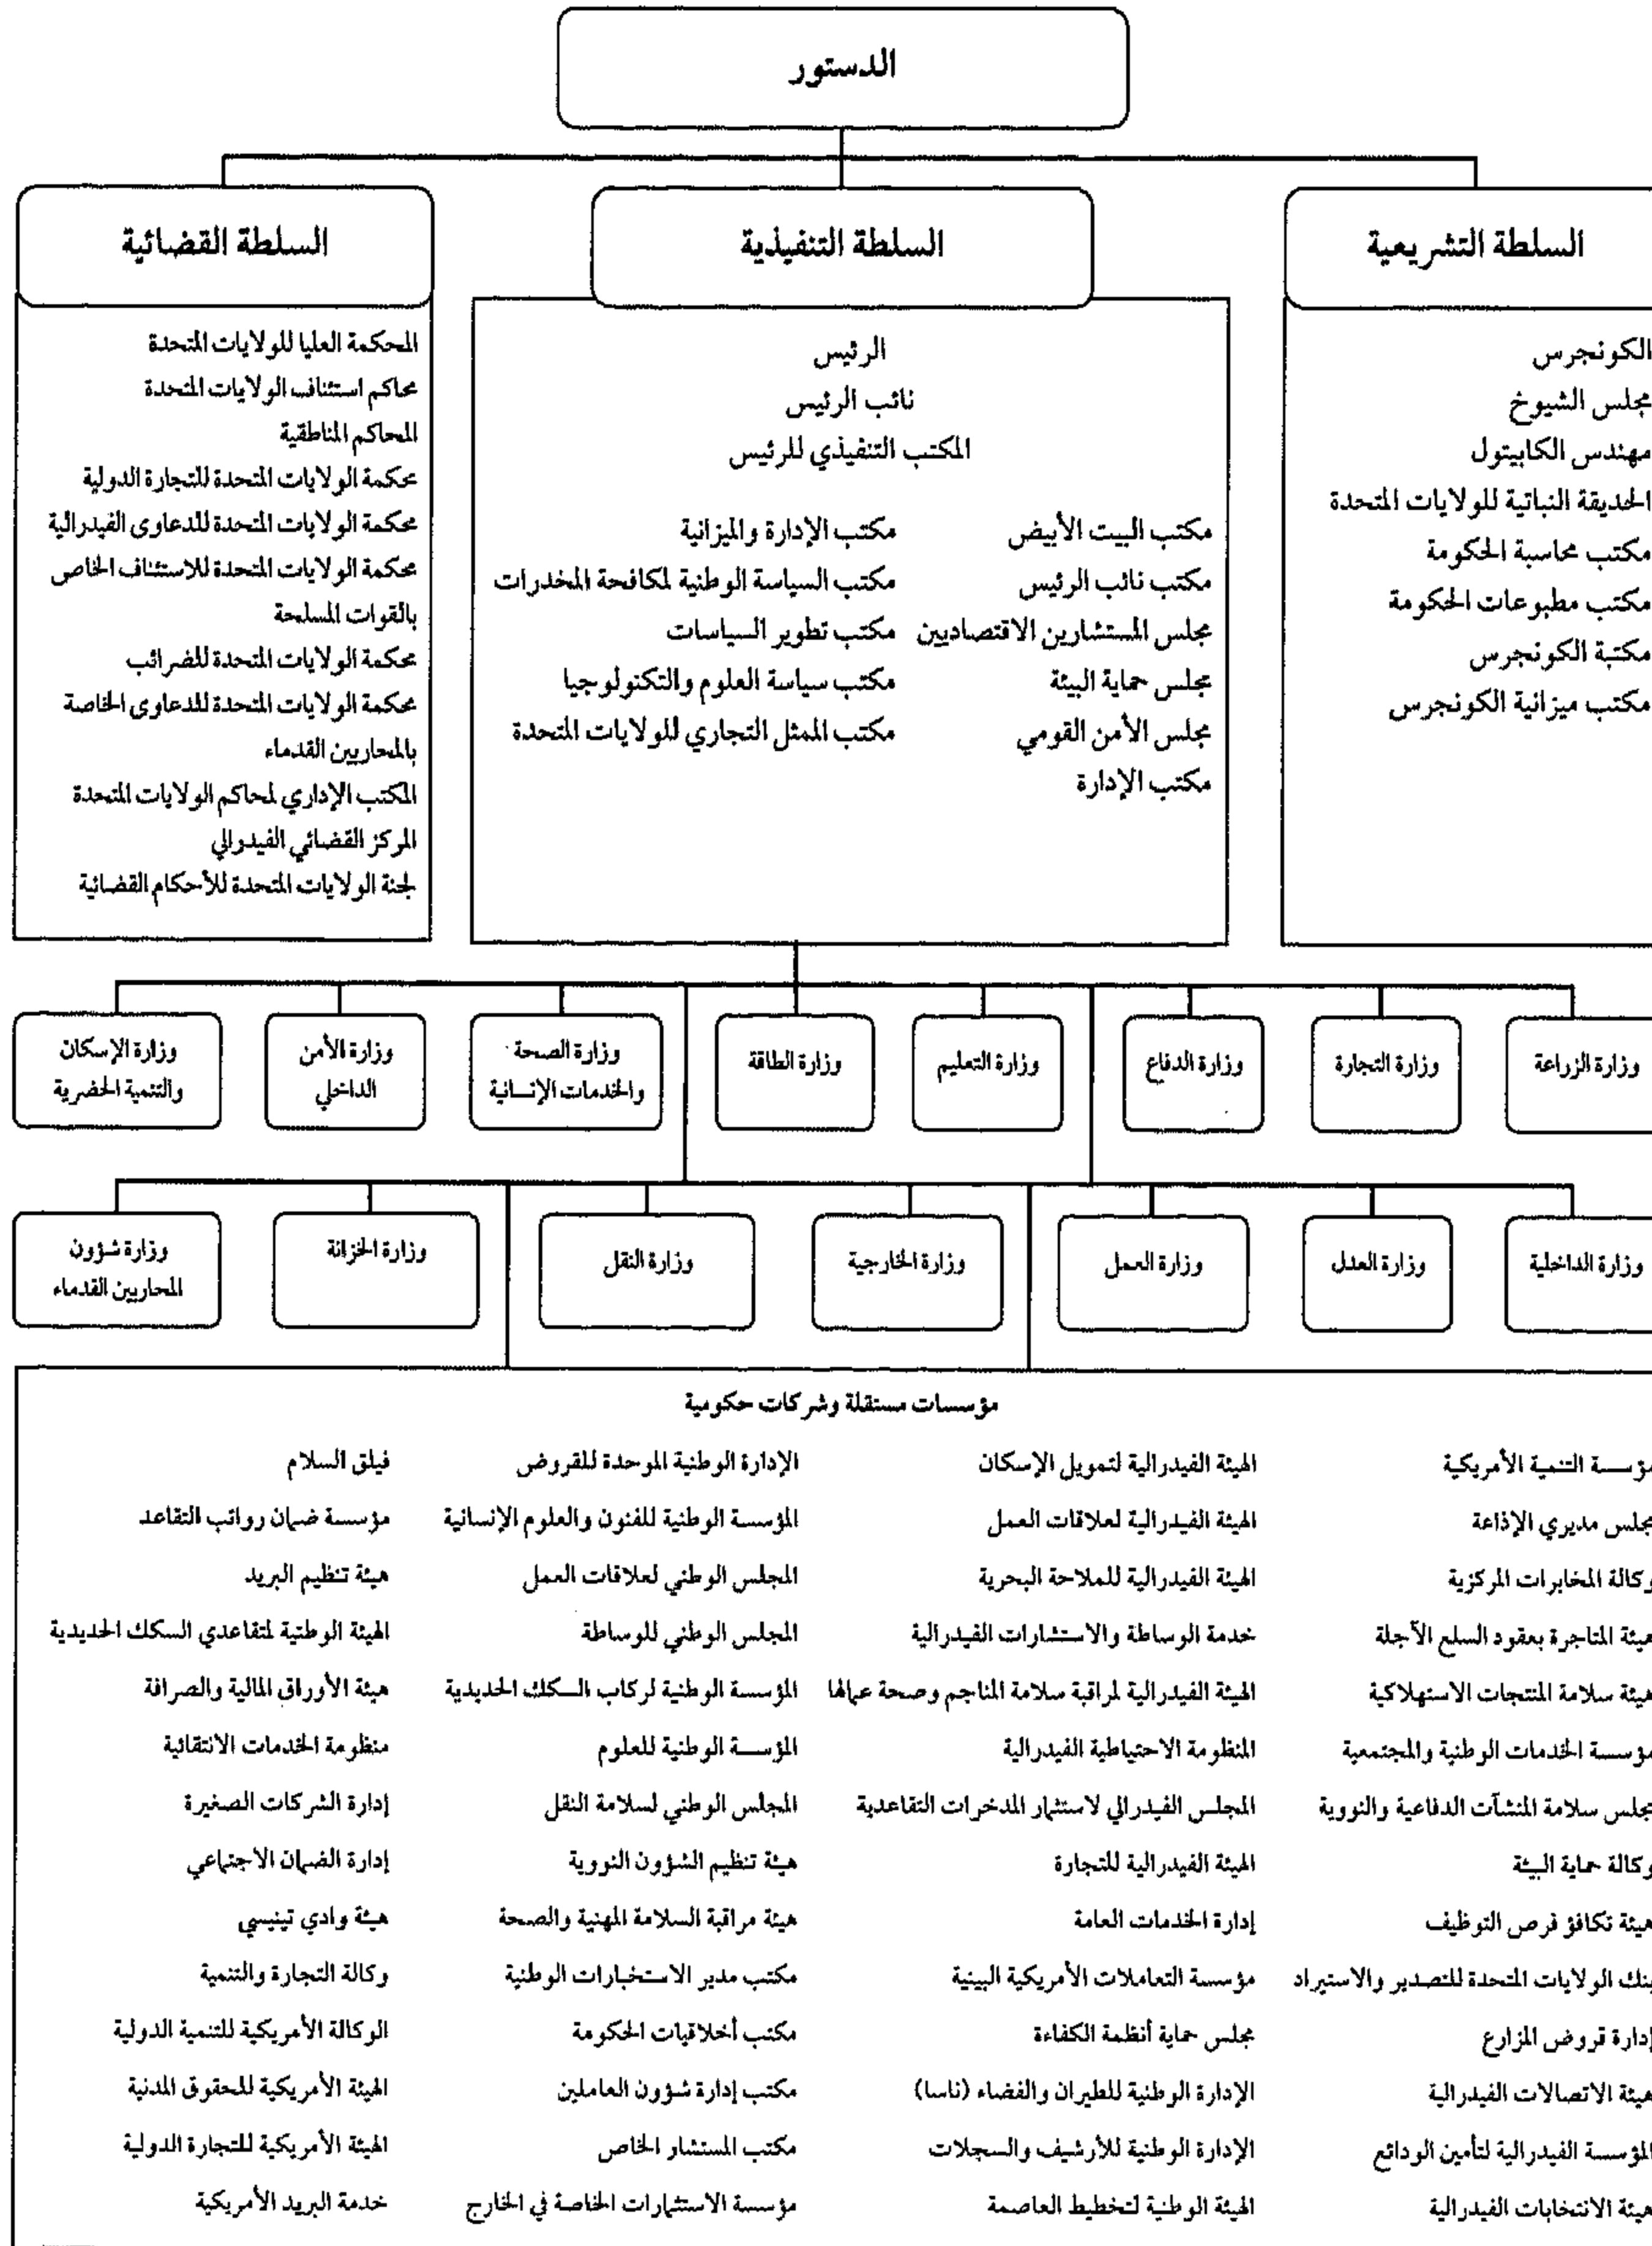 الدستور
السلطة التشريعية
الكونجرس
مجلس الشيوخ
مهندس الكابيتول
الحديقة النباتية للولايات المتحدة
مكتب محاسبة الحكومة
مكتب مطبوعات الحكومة
مكتبة الكونجرس
مكتب ميزانية الكونجرس
السلطة التنفيذية
الرئيس
نائب الرئيس
المكتب التنفيذي للرئيس
مكتب البيت الأبيض
مكتب نائب الرئيس
مجلس المستشارين الاقتصاديين
مجلس حماية البيئة
مجلس الأمن القومي
مكتب الإدارة
مكتب الإدارة والميزانية
مكتب السياسة الوطنية لمكافحة المخدرات
مكتب تطوير السياسات
مكتب سياسة العلوم والتكنولوجيا
مكتب الممثل التجاري للولايات المتحدة
السلطة القضائية
المحكمة العليا للولايات المتحدة
محاكم استئناف الولايات المتحدة
المحاكم المناطقية
محكمة الولايات المتحدة للتجارة الدولية
محكمة الولايات المتحدة للدعاوى الفيدرالية
محكمة الولايات المتحدة للاستئناف الخاص
بالقوات المسلحة
محكمة الولايات المتحدة للضرائب
محكمة الولايات المتحدة للدعاوى الخاصة
بالمحاربين القدماء
المكتب الإداري لمحاكم الولايات المتحدة
المركز القضائي الفيدرالي
لجنة الولايات المتحدة للأحكام القضائية
وزارة الزراعة
وزارة التجارة
وزارة الدفاع
وزارة التعليم
وزارة الطاقة
وزارة الصحة
والخدمات الإنسانية
وزارة الأمن
الداخلي
وزارة الإسكان
والتنمية الحضرية
وزارة الداخلية
وزارة العدل
وزارة العمل
وزارة الخارجية
وزارة النقل
وزارة الخزانة
وزارة شؤون
المحاربين القدماء
مؤسسات مستقلة وشركات حكومية
مؤسسة التنمية الأمريكية
مجلس مديري الإذاعة
وكالة المخابرات المركزية
هيئة المتاجرة بعقود السلع الآجلة
هيئة سلامة المنتجات الاستهلاكية
مؤسسة الخدمات الوطنية والمجتمعية
مجلس سلامة المنشآت الدفاعية والنووية
وكالة حماية البيئة
هيئة تكافؤ فرص التوظيف
بنك الولايات المتحدة للتصدير والاستيراد
إدارة قروض المزارع
هيئة الاتصالات الفيدرالية
المؤسسة الفيدرالية لتأمين الودائع
هيئة الانتخابات الفيدرالية
الهيئة الفيدرالية لتمويل الإسكان
الهيئة الفيدرالية لعلاقات العمل
الهيئة الفيدرالية للملاحة البحرية
خدمة الوساطة والاستشارات الفيدرالية
الهيئة الفيدرالية لمراقبة سلامة المناجم وصحة عمالها
المنظومة الاحتياطية الفيدرالية
المجلس الفيدرالي لاستثمار المدخرات التقاعدية
الهيئة الفيدرالية للتجارة
إدارة الخدمات العامة
مؤسسة التعاملات الأمريكية البينية
مجلس حماية أنظمة الكفاءة
الإدارة الوطنية للطيران والفضاء (ناسا)
الإدارة الوطنية للأرشيف والسجلات
الهيئة الوطنية لتخطيط العاصمة
الإدارة الوطنية الموحدة للقروض
المؤسسة الوطنية للفنون والعلوم الإنسانية
المجلس الوطني لعلاقات العمل
المجلس الوطني للوساطة
المؤسسة الوطنية لركاب السكك الحديدية
المؤسسة الوطنية للعلوم
المجلس الوطني لسلامة النقل
هيئة تنظيم الشؤون النووية
هيئة مراقبة السلامة المهنية والصحة
مكتب مدير الاستخبارات الوطنية
مكتب أخلاقيات الحكومة
مكتب إدارة شؤون العاملين
مكتب المستشار الخاص
مؤسسة الاستثمارات الخاصة في الخارج
فيلق السلام
مؤسسة ضمان رواتب التقاعد
هيئة تنظيم البريد
الهيئة الوطنية لمتقاعدي السكك الحديدية
هيئة الأوراق المالية والصرافة
منظومة الخدمات الانتقائية
إدارة الشركات الصغيرة
إدارة الضمان الاجتماعي
هيئة وادي تينيسي
وكالة التجارة والتنمية
الوكالة الأمريكية للتنمية الدولية
الهيئة الأمريكية للحقوق المدنية
الهيئة الأمريكية للتجارة الدولية
خدمة البريد الأمريكية